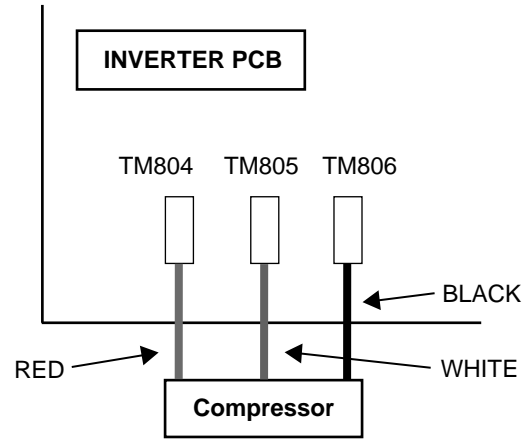 INVERTER PCB
TM804 TM805 TM806
BLACK
RED
WHITE
Compressor